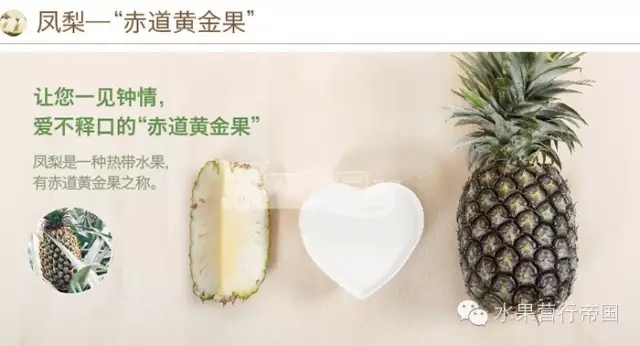 凤梨—“赤道黄金果”
让您一见钟情，
爱不释口的“赤道黄金果”
凤梨是一种热带水果，
有赤道黄金果之称。
水果营行帝国